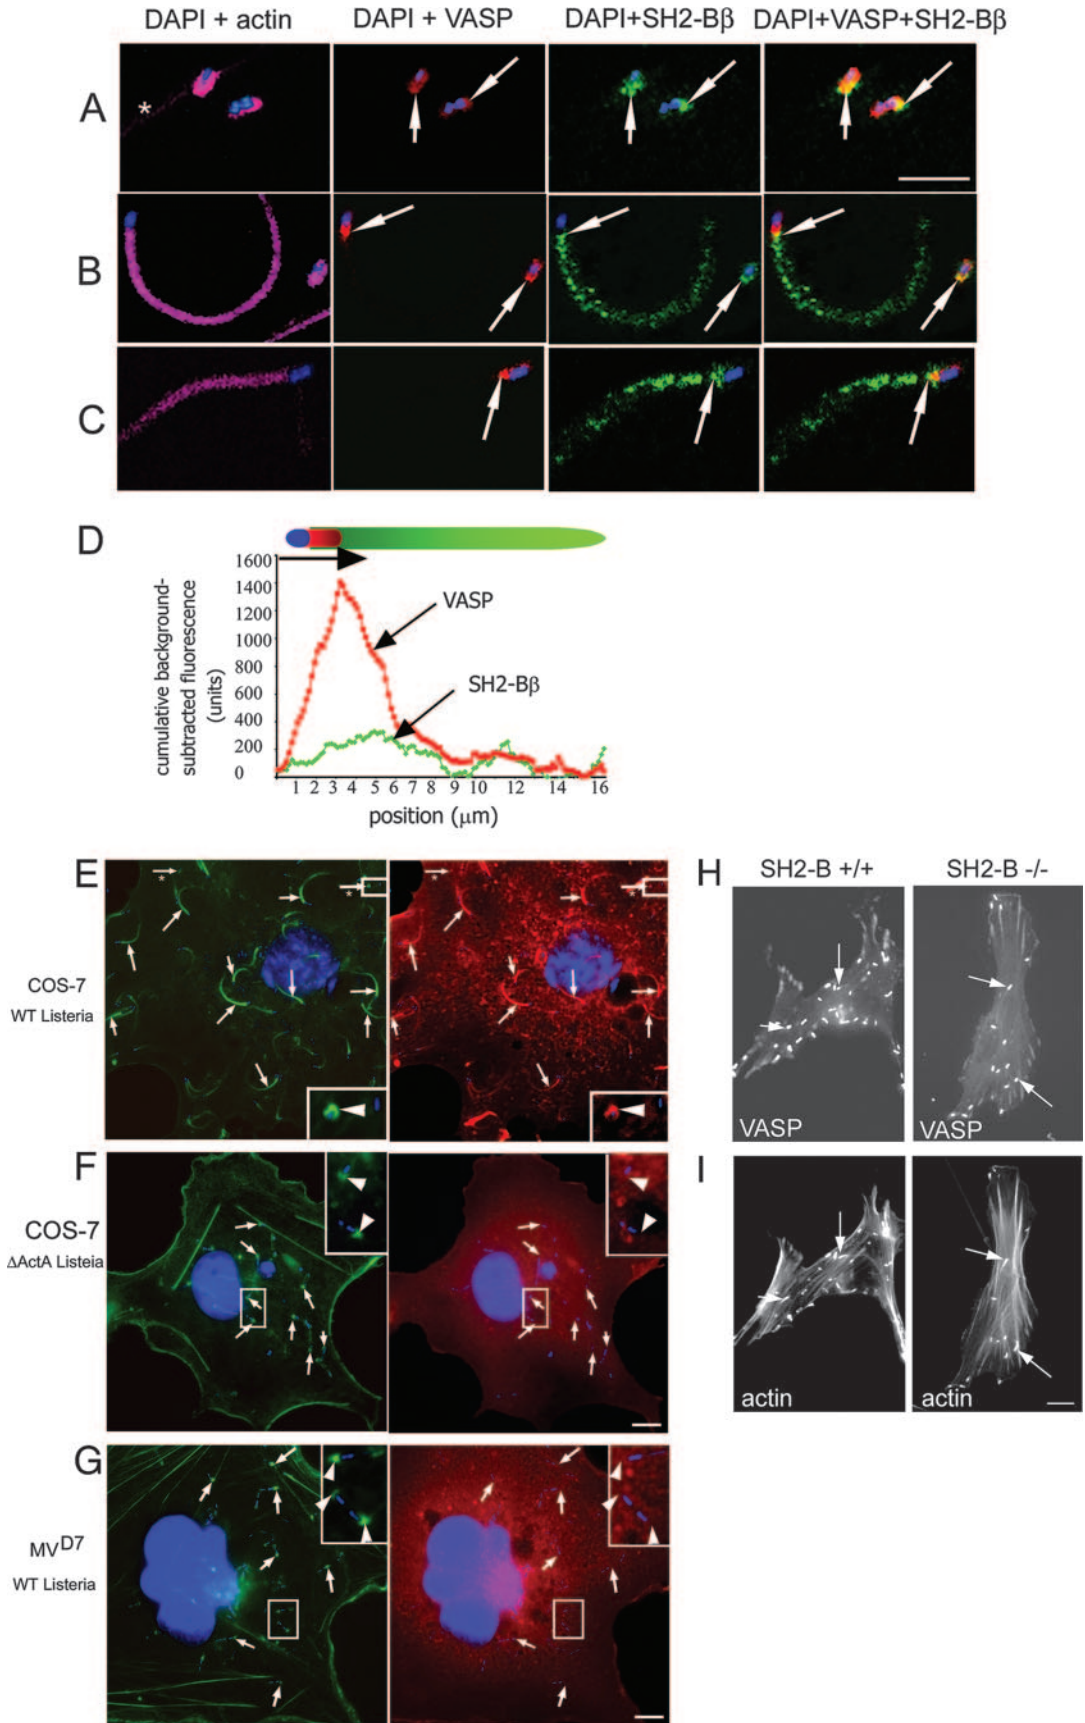 DAPI + actin DAPI + VASP DAPI+SH2-Bβ DAPI+VASP+SH2-Bβ
A
*
B
C
D
cumulative background-
subtracted fluorescence
(units)
1600
1400
1200
1000
800
600
400
200
0
VASP
SH2-Bβ
1 2 3 4 5 6 7 8 9 10 12 14 16
position (μm)
E
* * * *
COS-7
WT Listeria
F
COS-7
ΔActA Listeia
G
MVD7
WT Listeria
SH2-B +/+ SH2-B -/-
H
VASP VASP
I
actin actin